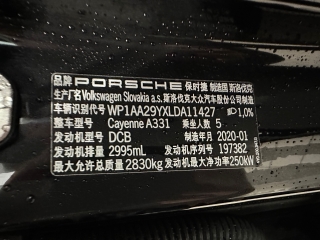 品牌 PORSCHE 保时捷 制造国 斯洛伐克
生产厂名 Volkswagen Slovakia a.s. 斯洛伐克大众汽车股份公司制造
车辆识别代号 WP1AA29YXLDA11427 1,0%
整车型号 Cayenne A331 乘坐人数 5
发动机型号 DCB 制造年月 2020-01
发动机排量 2995mL 发动机号 197382
最大允许总质量 2830kg 发动机最大净功率 250kW